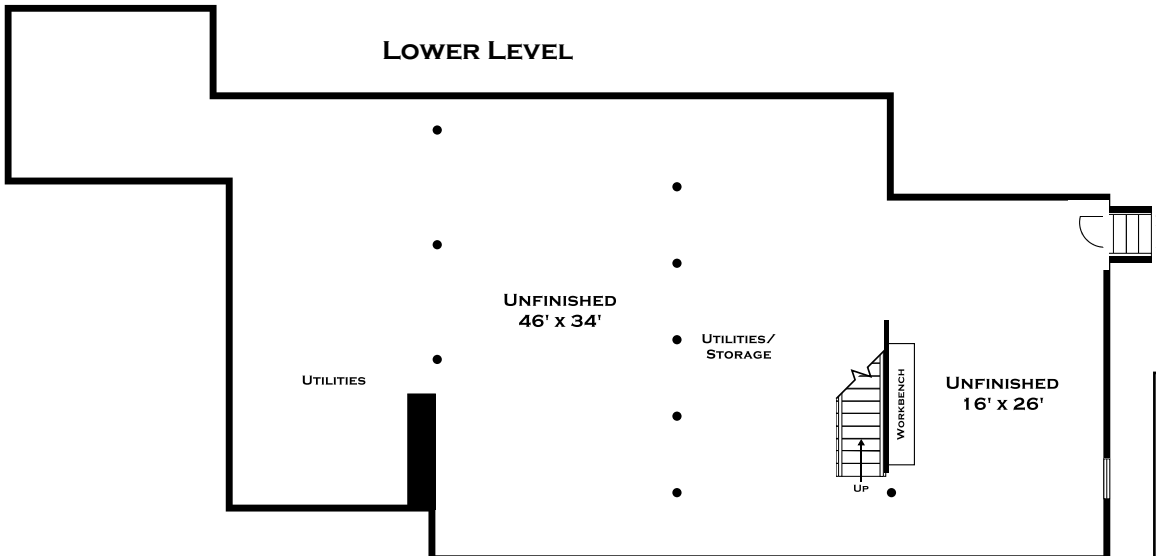 Lower Level
Unfinished
46' x 34'
Utilities/
Storage
Utilities
Workbench
Unfinished
16' x 26'
Up